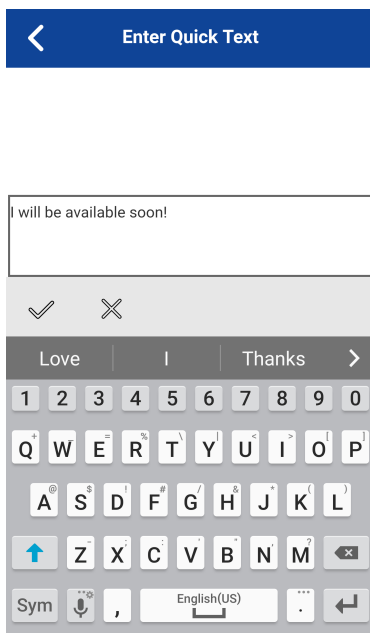 Enter Quick Text
I will be available soon!
Love I Thanks
1 2 3 4 5 6 7 8 9 0
Q+ W_ E= R% T\ Y| U< I> O[ P]
A@ S$ D! F# G/ H& J* K( L)
Z- X; C: V' B" N, M?
Sym , English(US) .